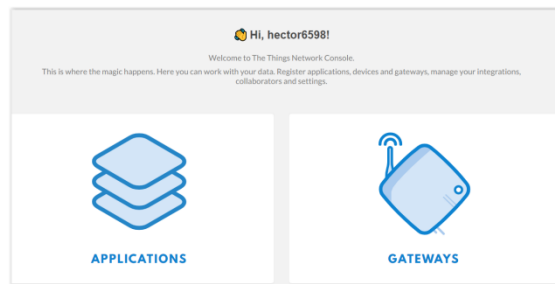 Hi, hector6598!
Welcome to The Things Network Console.
This is where the magic happens. Here you can work with your data. Register applications, devices and gateways, manage your integrations,
collaborators and settings.
APPLICATIONS
GATEWAYS